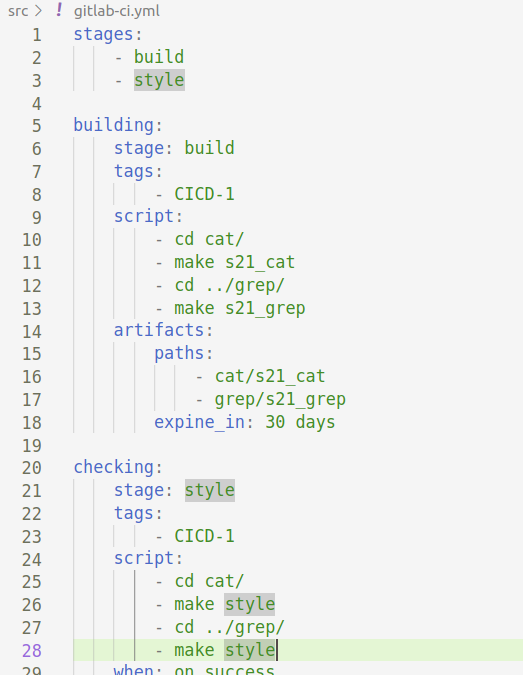 src > ! gitlab-ci.yml
1 stages:
2     - build
3     - style
4
5 building:
6     stage: build
7     tags:
8         - CICD-1
9     script:
10         - cd cat/
11         - make s21_cat
12         - cd ../grep/
13         - make s21_grep
14     artifacts:
15         paths:
16             - cat/s21_cat
17             - grep/s21_grep
18         expine_in: 30 days
19
20 checking:
21     stage: style
22     tags:
23         - CICD-1
24     script:
25         - cd cat/
26         - make style
27         - cd ../grep/
28         - make style
29     when: on_success